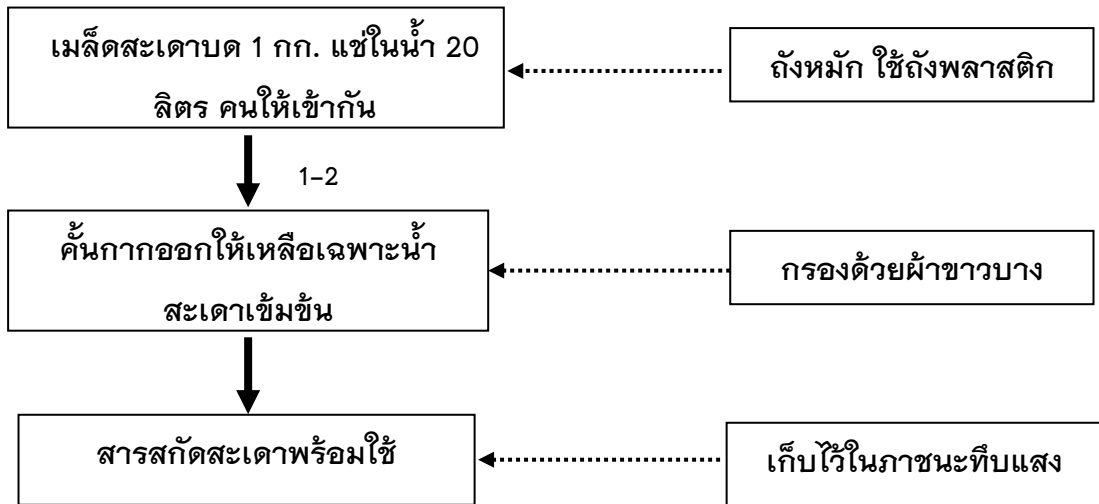 เมล็ดสะเดาบด 1 กก. แช่ในน้ำ 20
ลิตร คนให้เข้ากัน
ถังหมัก ใช้ถังพลาสติก
1-2
คั้นกากออกให้เหลือเฉพาะน้ำ
สะเดาเข้มข้น
กรองด้วยผ้าขาวบาง
สารสกัดสะเดาพร้อมใช้
เก็บไว้ในภาชนะทึบแสง